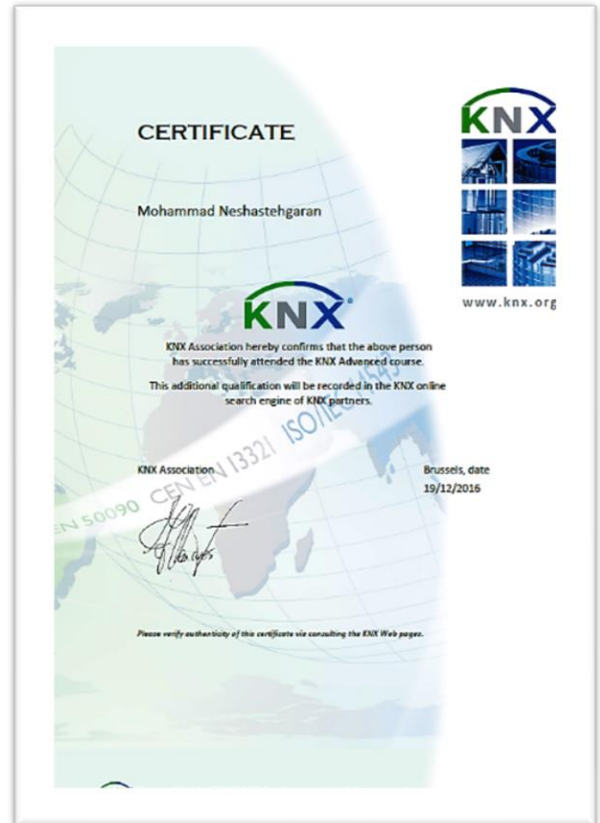 CERTIFICATE
KNX
Mohammad Neshastehgaran
www.knx.org
KNX®
KNX Association hereby confirms that the above person
has successfully attended the KNX Advanced course.
This additional qualification will be recorded in the KNX online
search engine of KNX partners.
EN 50090 CEN EN 13321 ISO/IEC 14543
KNX Association
Brussels, date
19/12/2016
Please verify authenticity of this certificate via consulting the KNX Web pages.